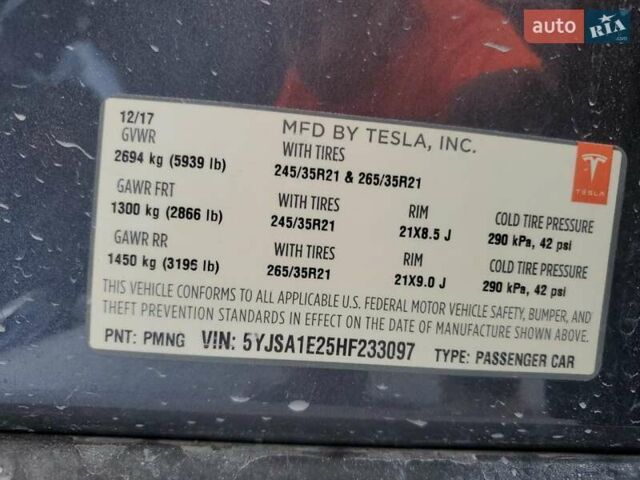 auto RIA .com
12/17
MFD BY TESLA, INC.
GVWR
2694 kg (5939 lb)
WITH TIRES
245/35R21 & 265/35R21
TESLA
GAWR FRT
1300 kg (2866 lb)
WITH TIRES
245/35R21
RIM
21X8.5 J
COLD TIRE PRESSURE
290 kPa, 42 psi
GAWR RR
1450 kg (3196 lb)
WITH TIRES
265/35R21
RIM
21X9.0 J
COLD TIRE PRESSURE
290 kPa, 42 psi
THIS VEHICLE CONFORMS TO ALL APPLICABLE U.S. FEDERAL MOTOR VEHICLE SAFETY, BUMPER, AND
THEFT PREVENTION STANDARDS IN EFFECT ON THE DATE OF MANUFACTURE SHOWN ABOVE.
PNT: PMNG VIN: 5YJSA1E25HF233097 TYPE: PASSENGER CAR